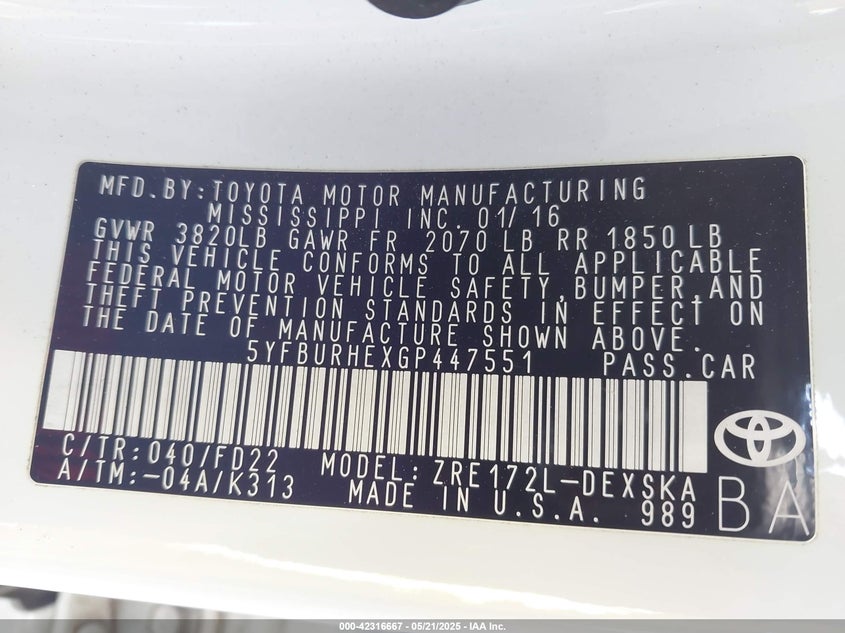 MFD.BY:TOYOTA MOTOR MANUFACTURING
MISSISSIPPI INC. 01/16
GVWR 3820LB GAWR FR 2070 LB RR 1850LB
THIS VEHICLE CONFORMS TO ALL APPLICABLE
FEDERAL MOTOR VEHICLE SAFETY,BUMPER,AND
THEFT PREVENTION STANDARDS IN EFFECT ON
THE DATE OF MANUFACTURE SHOWN ABOVE.
5YFBURHEXGP447551 PASS.CAR
C/TR:040/FD22 MODEL:ZRE172L-DEXSKA
A/TM:-04A/K313 MADE IN U.S.A. 989
BA
000-42316667 — 05/21/2025 — IAA Inc.